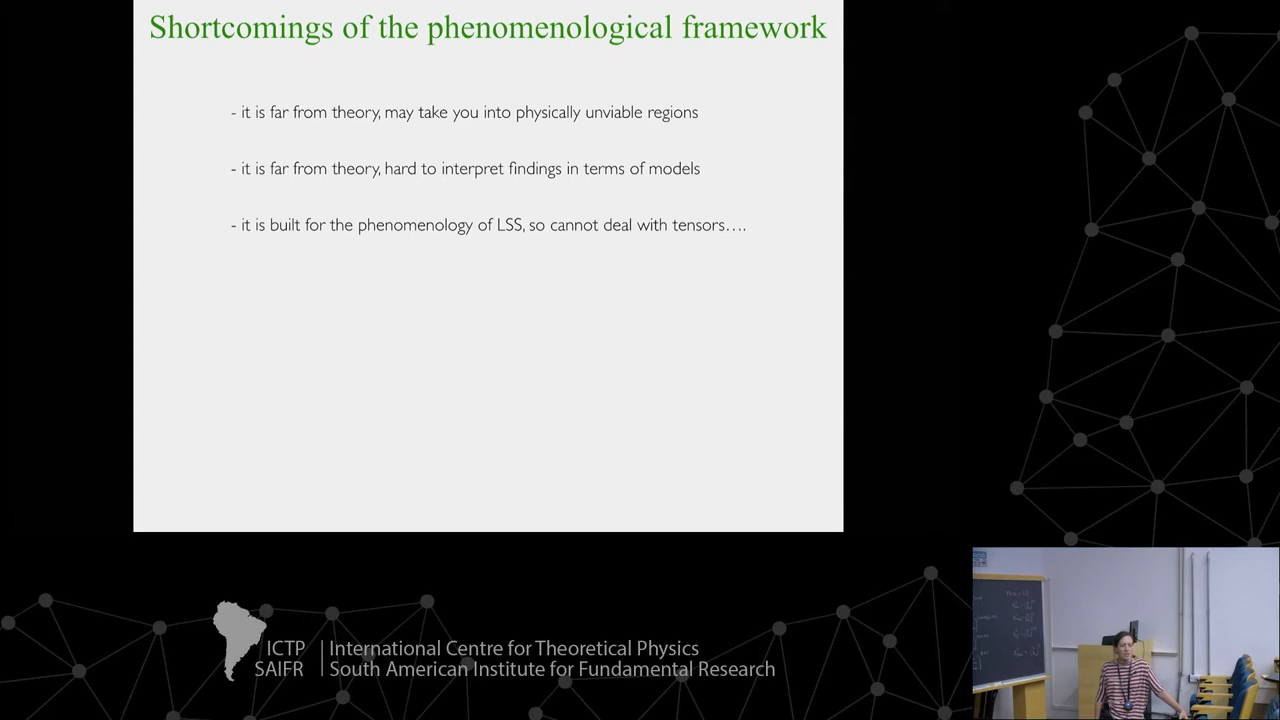 Shortcomings of the phenomenological framework
- it is far from theory, may take you into physically unviable regions
- it is far from theory, hard to interpret findings in terms of models
- it is built for the phenomenology of LSS, so cannot deal with tensors….
ICTP | International Centre for Theoretical Physics
SAIFR | South American Institute for Fundamental Research